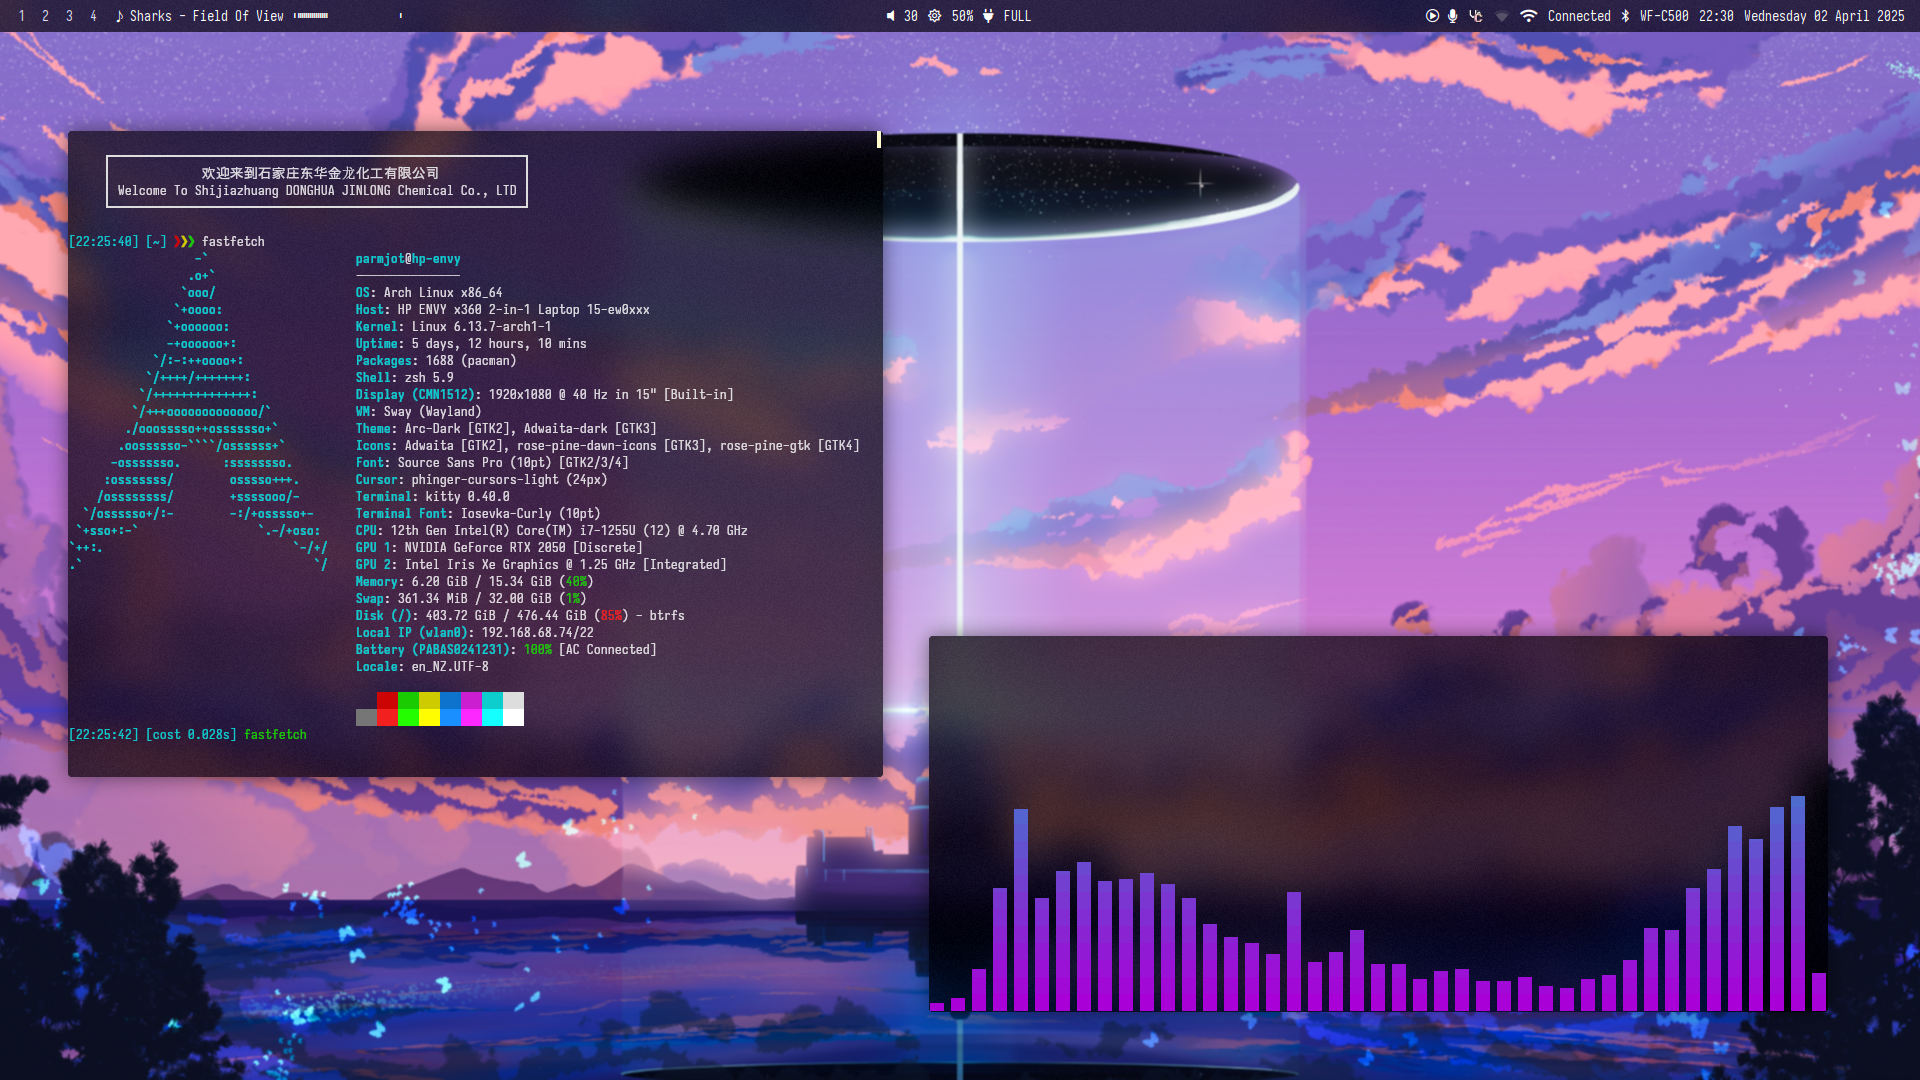 1 2 3 4 ♪ Sharks - Field Of View
30 50% FULL
Connected WF-C500 22:30 Wednesday 02 April 2025
欢迎来到石家庄东华金龙化工有限公司
Welcome To Shijiazhuang DONGHUA JINLONG Chemical Co., LTD
[22:25:40] [~] ❯❯❯ fastfetch
parmjot@hp-envy
OS: Arch Linux x86_64
Host: HP ENVY x360 2-in-1 Laptop 15-ew0xxx
Kernel: Linux 6.13.7-arch1-1
Uptime: 5 days, 12 hours, 10 mins
Packages: 1688 (pacman)
Shell: zsh 5.9
Display (CMN1512): 1920x1080 @ 40 Hz in 15" [Built-in]
WM: Sway (Wayland)
Theme: Arc-Dark [GTK2], Adwaita-dark [GTK3]
Icons: Adwaita [GTK2], rose-pine-dawn-icons [GTK3], rose-pine-gtk [GTK4]
Font: Source Sans Pro (10pt) [GTK2/3/4]
Cursor: phinger-cursors-light (24px)
Terminal: kitty 0.40.0
Terminal Font: Iosevka-Curly (10pt)
CPU: 12th Gen Intel(R) Core(TM) i7-1255U (12) @ 4.70 GHz
GPU 1: NVIDIA GeForce RTX 2050 [Discrete]
GPU 2: Intel Iris Xe Graphics @ 1.25 GHz [Integrated]
Memory: 6.20 GiB / 15.34 GiB (40%)
Swap: 361.34 MiB / 32.00 GiB (1%)
Disk (/): 403.72 GiB / 476.44 GiB (85%) - btrfs
Local IP (wlan0): 192.168.68.74/22
Battery (PABAS0241231): 100% [AC Connected]
Locale: en_NZ.UTF-8
[22:25:42] [cost 0.028s] fastfetch